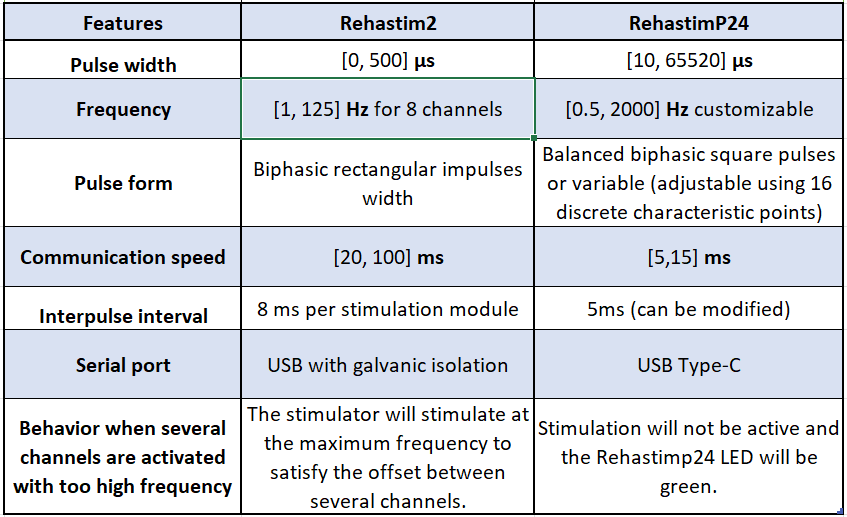 Features Rehastim2 RehastimP24
Pulse width [0, 500] µs [10, 65520] µs
Frequency [1, 125] Hz for 8 channels [0.5, 2000] Hz customizable
Pulse form
Biphasic rectangular impulses
width
Balanced biphasic square pulses
or variable (adjustable using 16
discrete characteristic points)
Communication speed [20, 100] ms [5,15] ms
Interpulse interval 8 ms per stimulation module 5ms (can be modified)
Serial port USB with galvanic isolation USB Type-C
Behavior when several
channels are activated
with too high frequency
The stimulator will stimulate at
the maximum frequency to
satisfy the offset between
several channels.
Stimulation will not be active and
the Rehastimp24 LED will be
green.